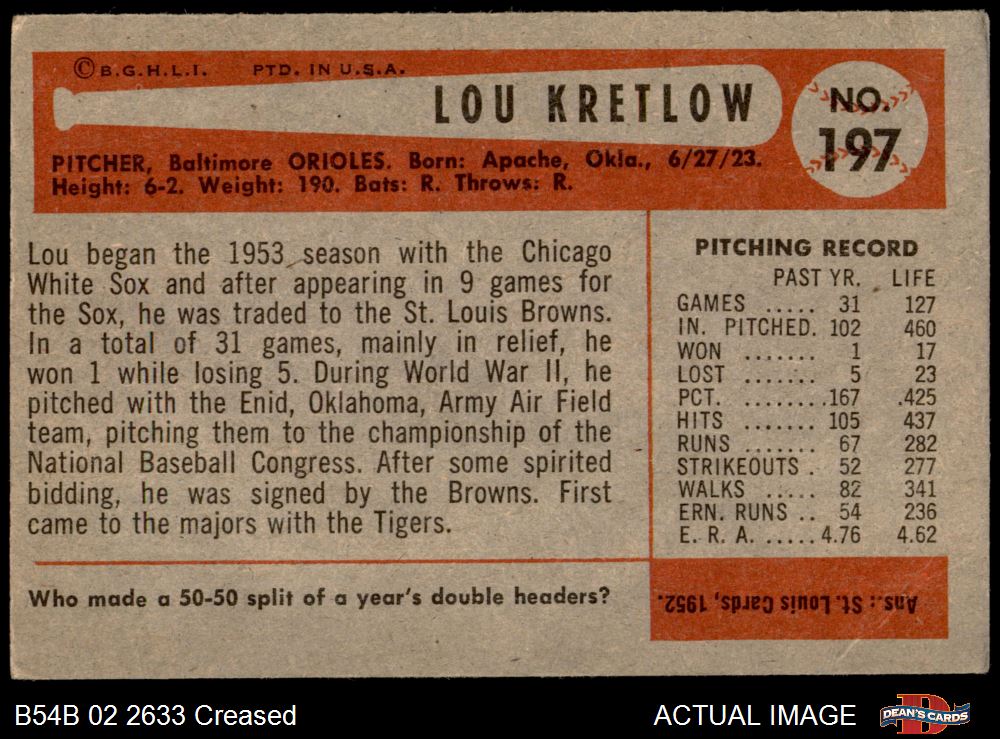 ©B.G.H.L.I. PTD. IN U.S.A.
LOU KRETLOW
NO.
197
PITCHER, Baltimore ORIOLES. Born: Apache, Okla., 6/27/23.
Height: 6-2. Weight: 190. Bats: R. Throws: R.
Lou began the 1953 season with the Chicago
White Sox and after appearing in 9 games for
the Sox, he was traded to the St. Louis Browns.
In a total of 31 games, mainly in relief, he
won 1 while losing 5. During World War II, he
pitched with the Enid, Oklahoma, Army Air Field
team, pitching them to the championship of the
National Baseball Congress. After some spirited
bidding, he was signed by the Browns. First
came to the majors with the Tigers.
PITCHING RECORD
PAST YR. LIFE
GAMES ..... 31 127
IN. PITCHED. 102 460
WON ....... 1 17
LOST ....... 5 23
PCT. ........167 .425
HITS ....... 105 437
RUNS ....... 67 282
STRIKEOUTS . 52 277
WALKS ..... 82 341
ERN. RUNS .. 54 236
E. R. A. .....4.76 4.62
Who made a 50-50 split of a year's double headers?
Ans.: St. Louis Cards, 1952.
B54B 02 2633 Creased
ACTUAL IMAGE
DEAN'S CARDS